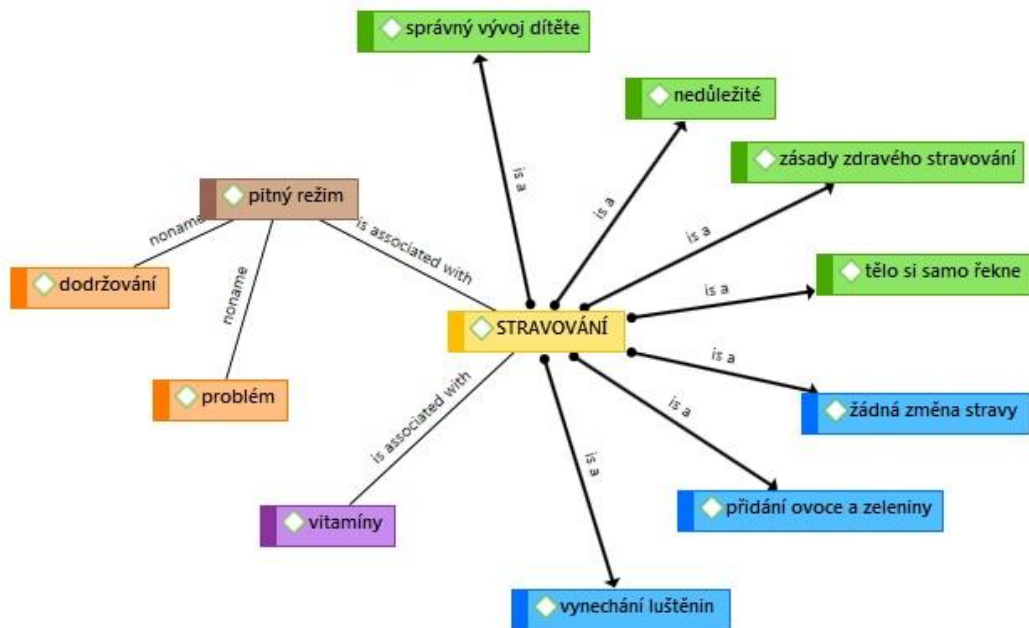 správný vývoj dítěte
nedůležité
zásady zdravého stravování
is a
is a
is a
pitný režim
noname
is associated with
dodržování
noname
tělo si samo řekne
is a
STRAVOVÁNÍ
is a
problém
žádná změna stravy
is associated with
is a
is a
přidání ovoce a zeleniny
vitamíny
vynechání luštěnin